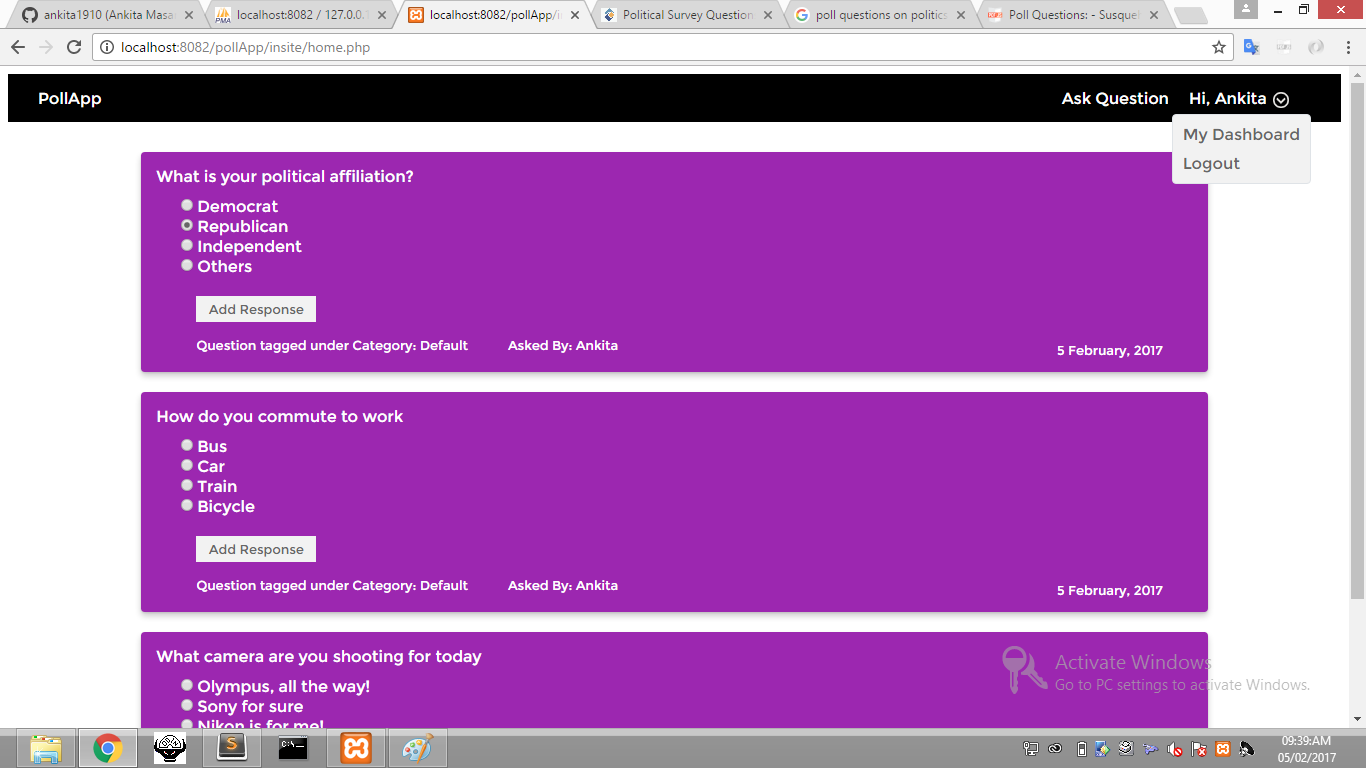 ankita1910 (Ankita Masa
localhost:8082 / 127.0.0.1
localhost:8082/pollApp/i
Political Survey Question
poll questions on politics
Poll Questions: - Susque
localhost:8082/pollApp/insite/home.php
PollApp
Ask Question
Hi, Ankita
My Dashboard
Logout
What is your political affiliation?
Democrat
Republican
Independent
Others
Add Response
Question tagged under Category: Default
Asked By: Ankita
5 February, 2017
How do you commute to work
Bus
Car
Train
Bicycle
Add Response
Question tagged under Category: Default
Asked By: Ankita
5 February, 2017
What camera are you shooting for today
Olympus, all the way!
Sony for sure
Nikon is for me!
Activate Windows
Go to PC settings to activate Windows.
09:39AM
05/02/2017